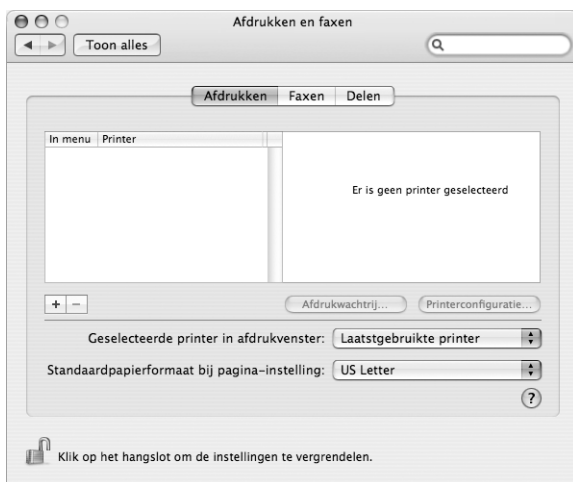 Afdrukken en faxen
Toon alles
Afdrukken Faxen Delen
In menu Printer
Er is geen printer geselecteerd
+ −
Afdrukwachtrij... Printerconfiguratie...
Geselecteerde printer in afdrukvenster: Laatstgebruikte printer
Standaardpapierformaat bij pagina-instelling: US Letter
?
Klik op het hangslot om de instellingen te vergrendelen.